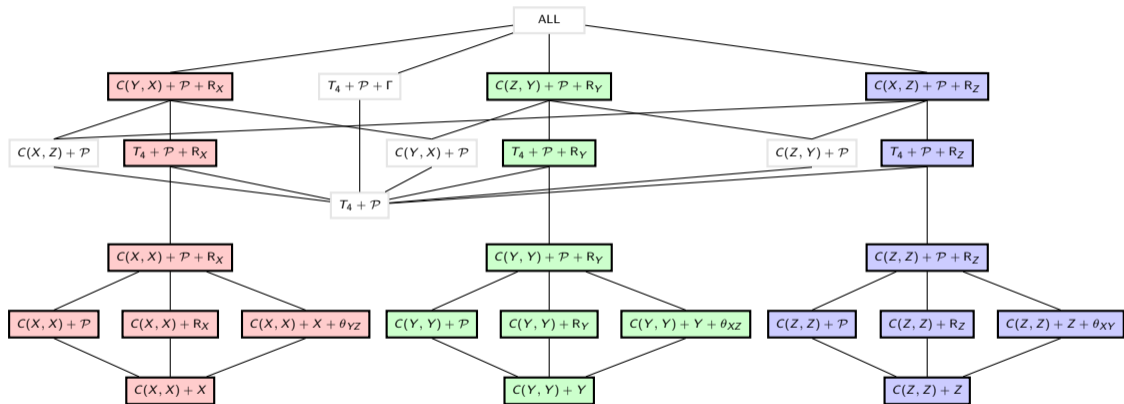 ALL
C(Y, X) + 𝒫 + R_X T_4 + 𝒫 + Γ C(Z, Y) + 𝒫 + R_Y C(X, Z) + 𝒫 + R_Z
C(X, Z) + 𝒫 T_4 + 𝒫 + R_X C(Y, X) + 𝒫 T_4 + 𝒫 + R_Y C(Z, Y) + 𝒫 T_4 + 𝒫 + R_Z
T_4 + 𝒫
C(X, X) + 𝒫 + R_X C(Y, Y) + 𝒫 + R_Y C(Z, Z) + 𝒫 + R_Z
C(X, X) + 𝒫 C(X, X) + R_X C(X, X) + X + θ_YZ C(Y, Y) + 𝒫 C(Y, Y) + R_Y C(Y, Y) + Y + θ_XZ C(Z, Z) + 𝒫 C(Z, Z) + R_Z C(Z, Z) + Z + θ_XY
C(X, X) + X C(Y, Y) + Y C(Z, Z) + Z